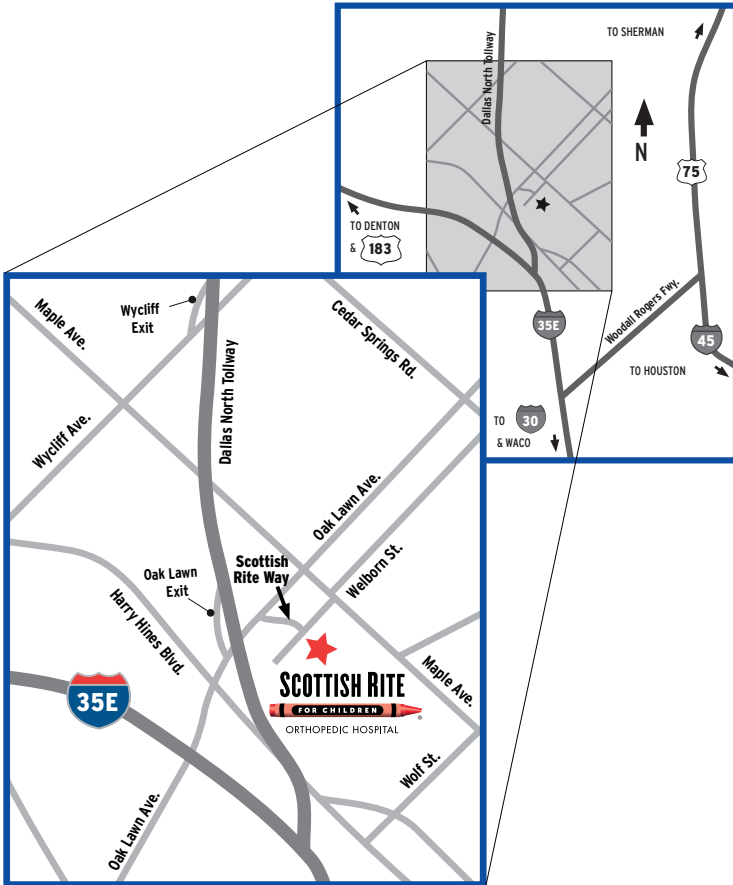 TO SHERMAN
Dallas North Tollway
N
75
TO DENTON
& 183
35E
Woodall Rogers Fwy.
45
TO HOUSTON
TO 30
& WACO
Wycliff
Exit
Maple Ave.
Cedar Springs Rd.
Dallas North Tollway
Wycliff Ave.
Oak Lawn Ave.
Scottish
Rite Way
Welborn St.
Oak Lawn
Exit
Harry Hines Blvd.
Maple Ave.
35E
SCOTTISH RITE
FOR CHILDREN
®
ORTHOPEDIC HOSPITAL
Wolf St.
Oak Lawn Ave.